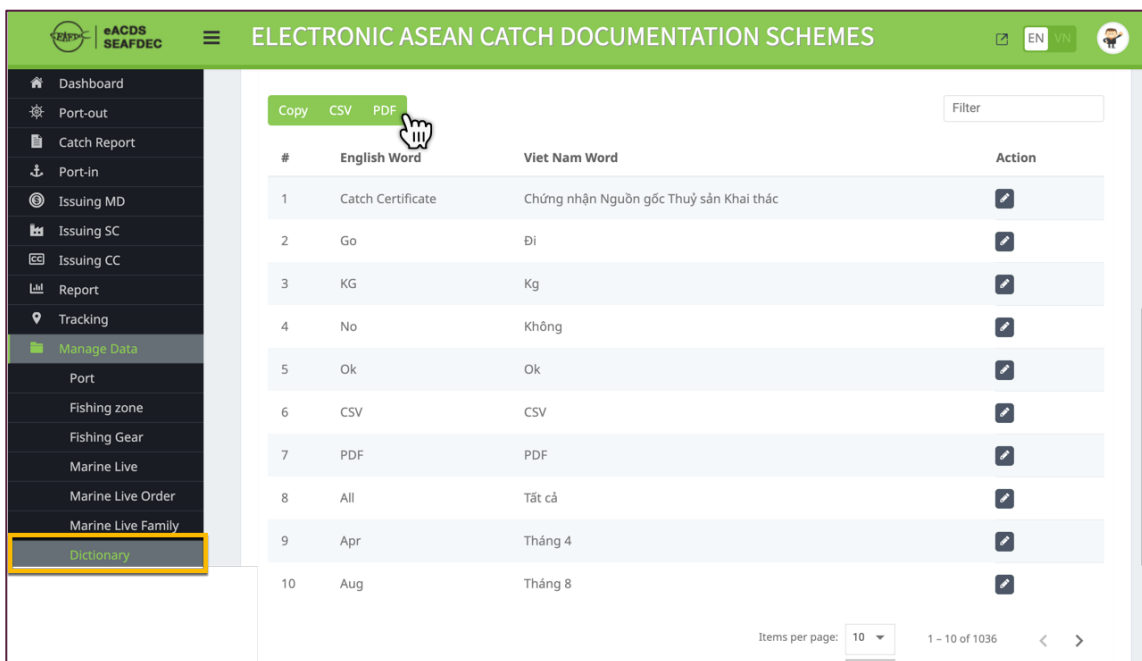 SEAFDEC
eACDS
SEAFDEC
ELECTRONIC ASEAN CATCH DOCUMENTATION SCHEMES
EN VN
Dashboard
Port-out
Catch Report
Port-in
Issuing MD
Issuing SC
Issuing CC
Report
Tracking
Manage Data
Port
Fishing zone
Fishing Gear
Marine Live
Marine Live Order
Marine Live Family
Dictionary
Copy CSV PDF
Filter
# English Word Viet Nam Word Action
1 Catch Certificate Chứng nhận Nguồn gốc Thuỷ sản Khai thác
2 Go Đi
3 KG Kg
4 No Không
5 Ok Ok
6 CSV CSV
7 PDF PDF
8 All Tất cả
9 Apr Tháng 4
10 Aug Tháng 8
Items per page: 10 1 – 10 of 1036